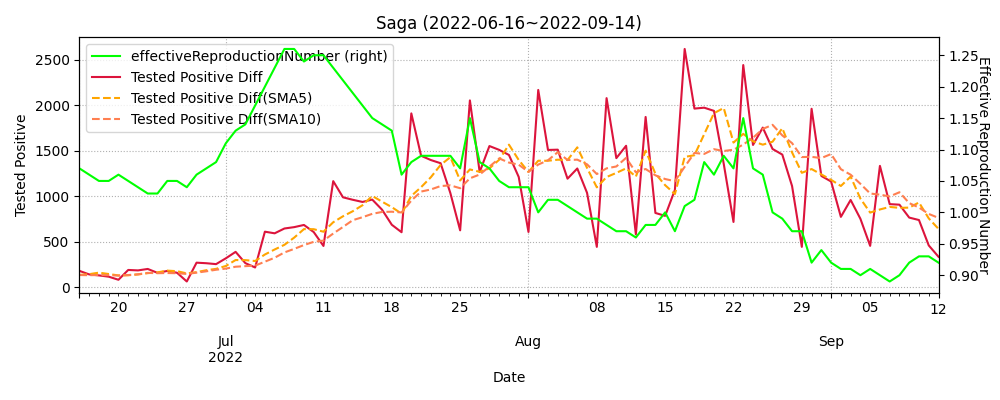 Saga (2022-06-16~2022-09-14)
effectiveReproductionNumber (right)
Tested Positive Diff
Tested Positive Diff(SMA5)
Tested Positive Diff(SMA10)
Tested Positive
2500
2000
1500
1000
500
0
1.25
1.20
1.15
1.10
1.05
1.00
0.95
0.90
Effective Reproduction Number
20 27 04 11 18 25 08 15 22 29 05 12
Jul Aug Sep
2022
Date